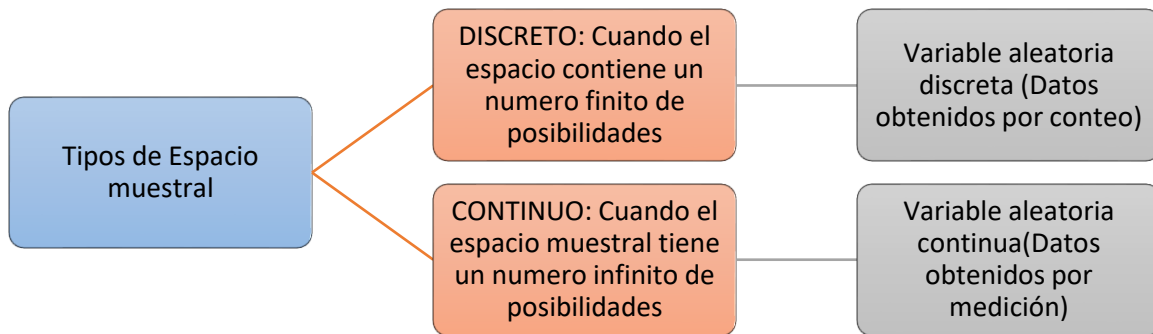 Tipos de Espacio
muestral
DISCRETO: Cuando el
espacio contiene un
numero finito de
posibilidades
Variable aleatoria
discreta (Datos
obtenidos por conteo)
CONTINUO: Cuando el
espacio muestral tiene
un numero infinito de
posibilidades
Variable aleatoria
continua(Datos
obtenidos por
medición)